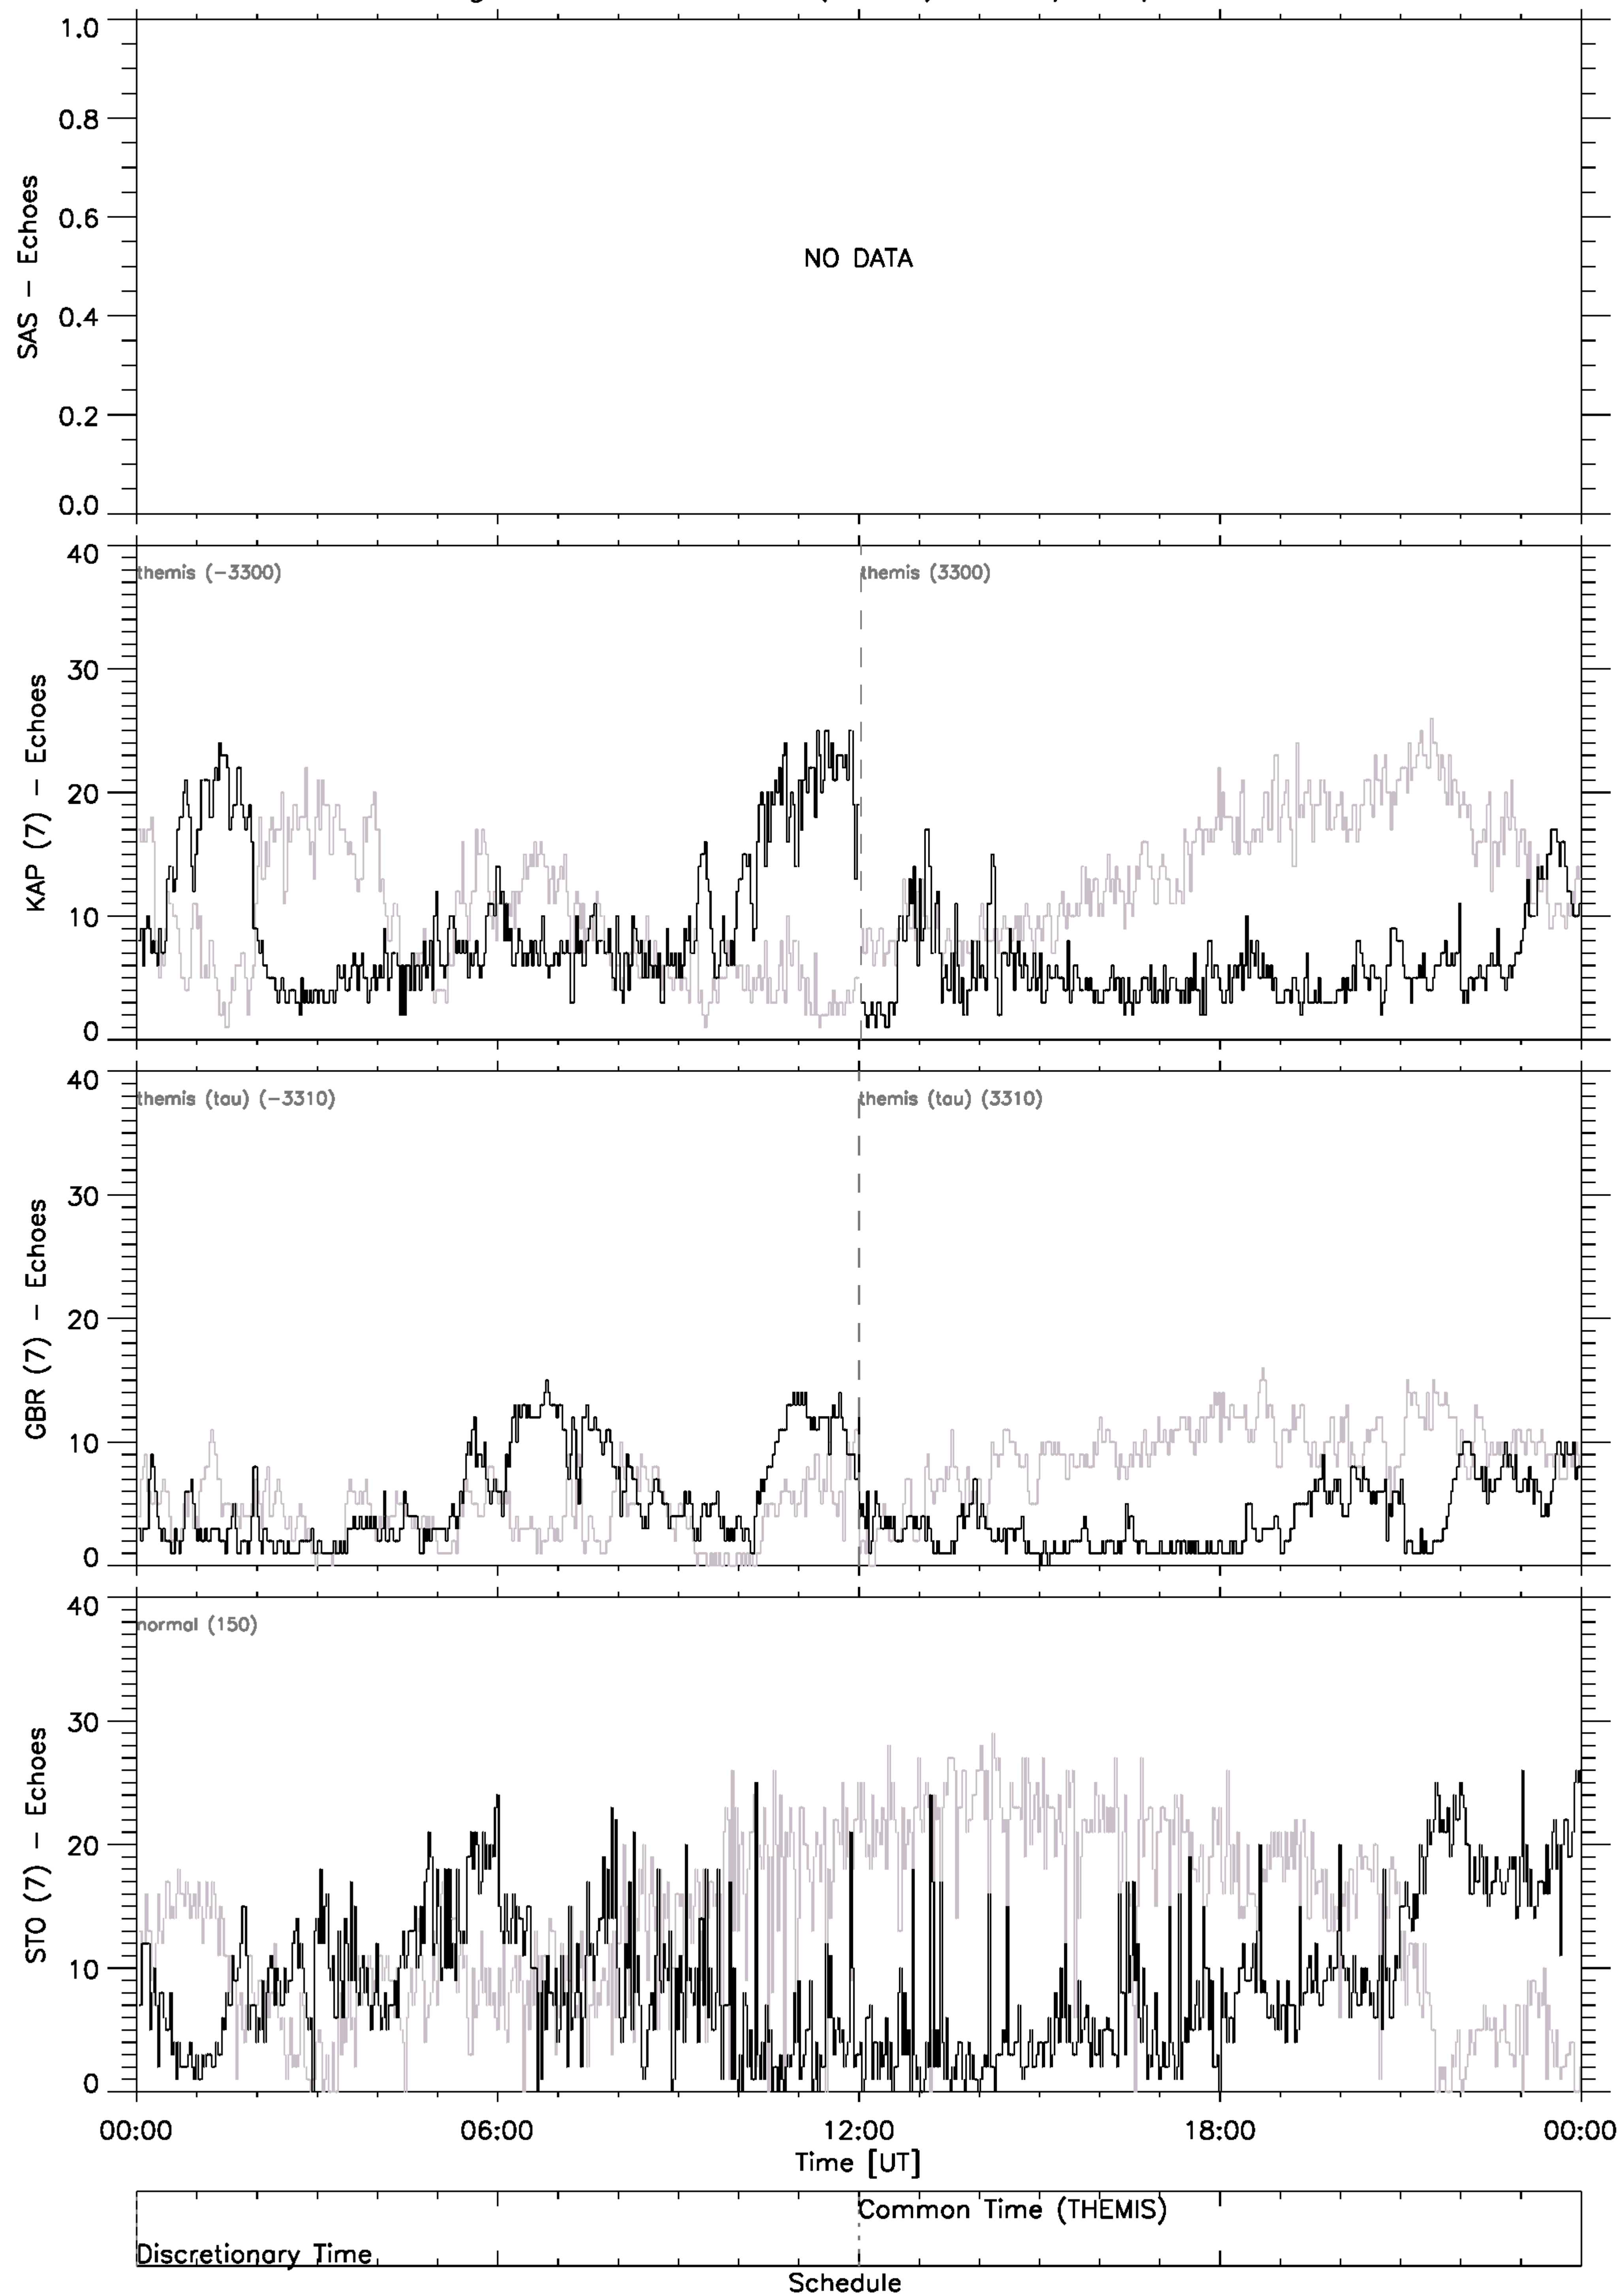 1.0
0.8
0.6
0.4
0.2
0.0
SAS - Echoes
NO DATA
40
30
20
10
0
KAP (7) - Echoes
themis (-3300)
themis (3300)
40
30
20
10
0
GBR (7) - Echoes
themis (tau) (-3310)
themis (tau) (3310)
40
30
20
10
0
STO (7) - Echoes
normal (150)
00:00 06:00 12:00 18:00 00:00
Time [UT]
Common Time (THEMIS)
Discretionary Time
Schedule